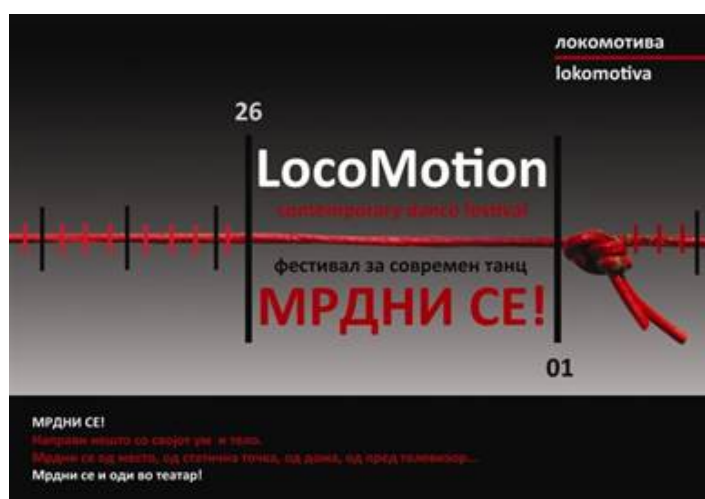 локомотива
lokomotiva
26
LocoMotion
contemporary dance festival
фестивал за современ танц
МРДНИ СЕ!
01
МРДНИ СЕ!
Направи нешто со својот ум и тело.
Мрдни се од место, од статична точка, од дома, од пред телевизор...
Мрдни се и оди во театар!